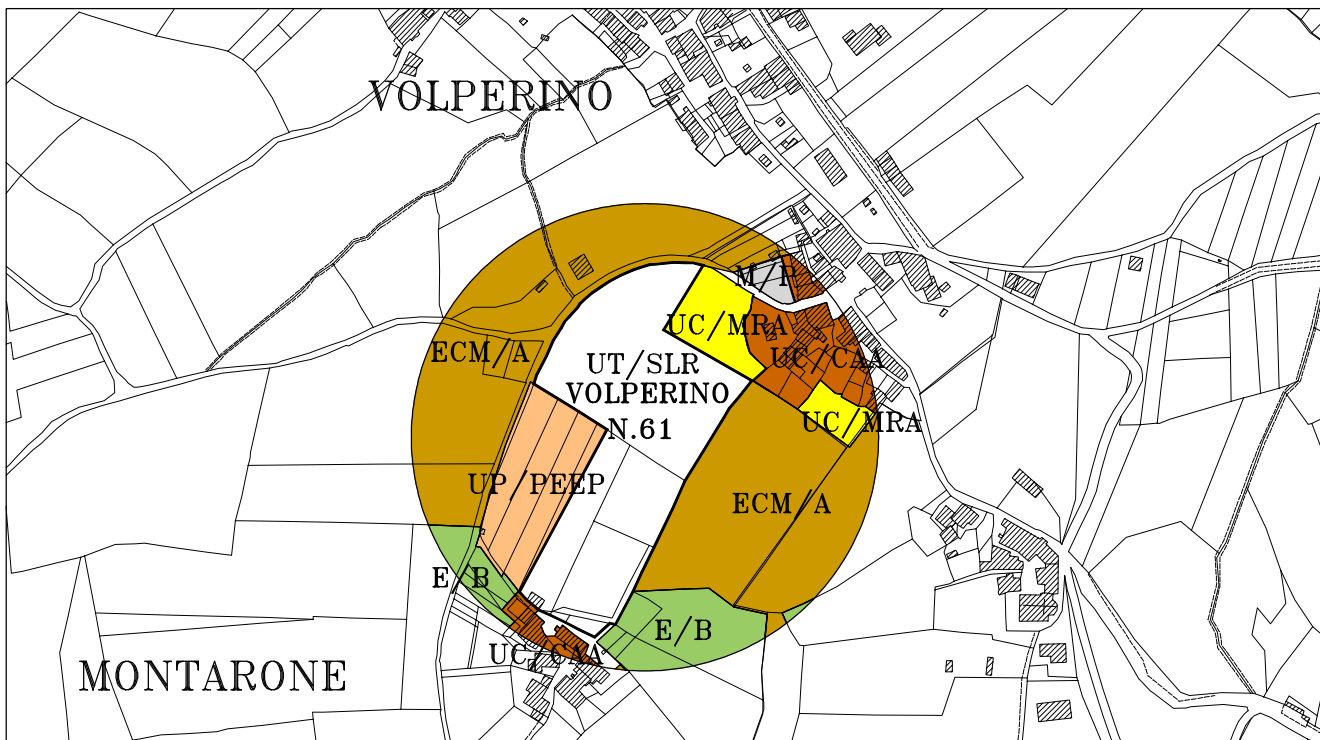 VOLPERINO
M/P
UC/MRA
ECM/A
UC/CAA
UT/SLR
VOLPERINO
N.61
UC/MRA
UP/PEEP
ECM/A
E/B
E/B
UC/CAA
MONTARONE